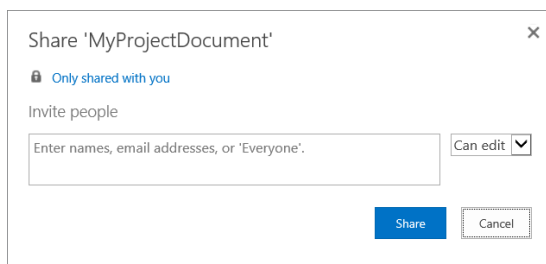 Share 'MyProjectDocument'
Only shared with you
Invite people
Enter names, email addresses, or 'Everyone'.
Can edit
Share
Cancel